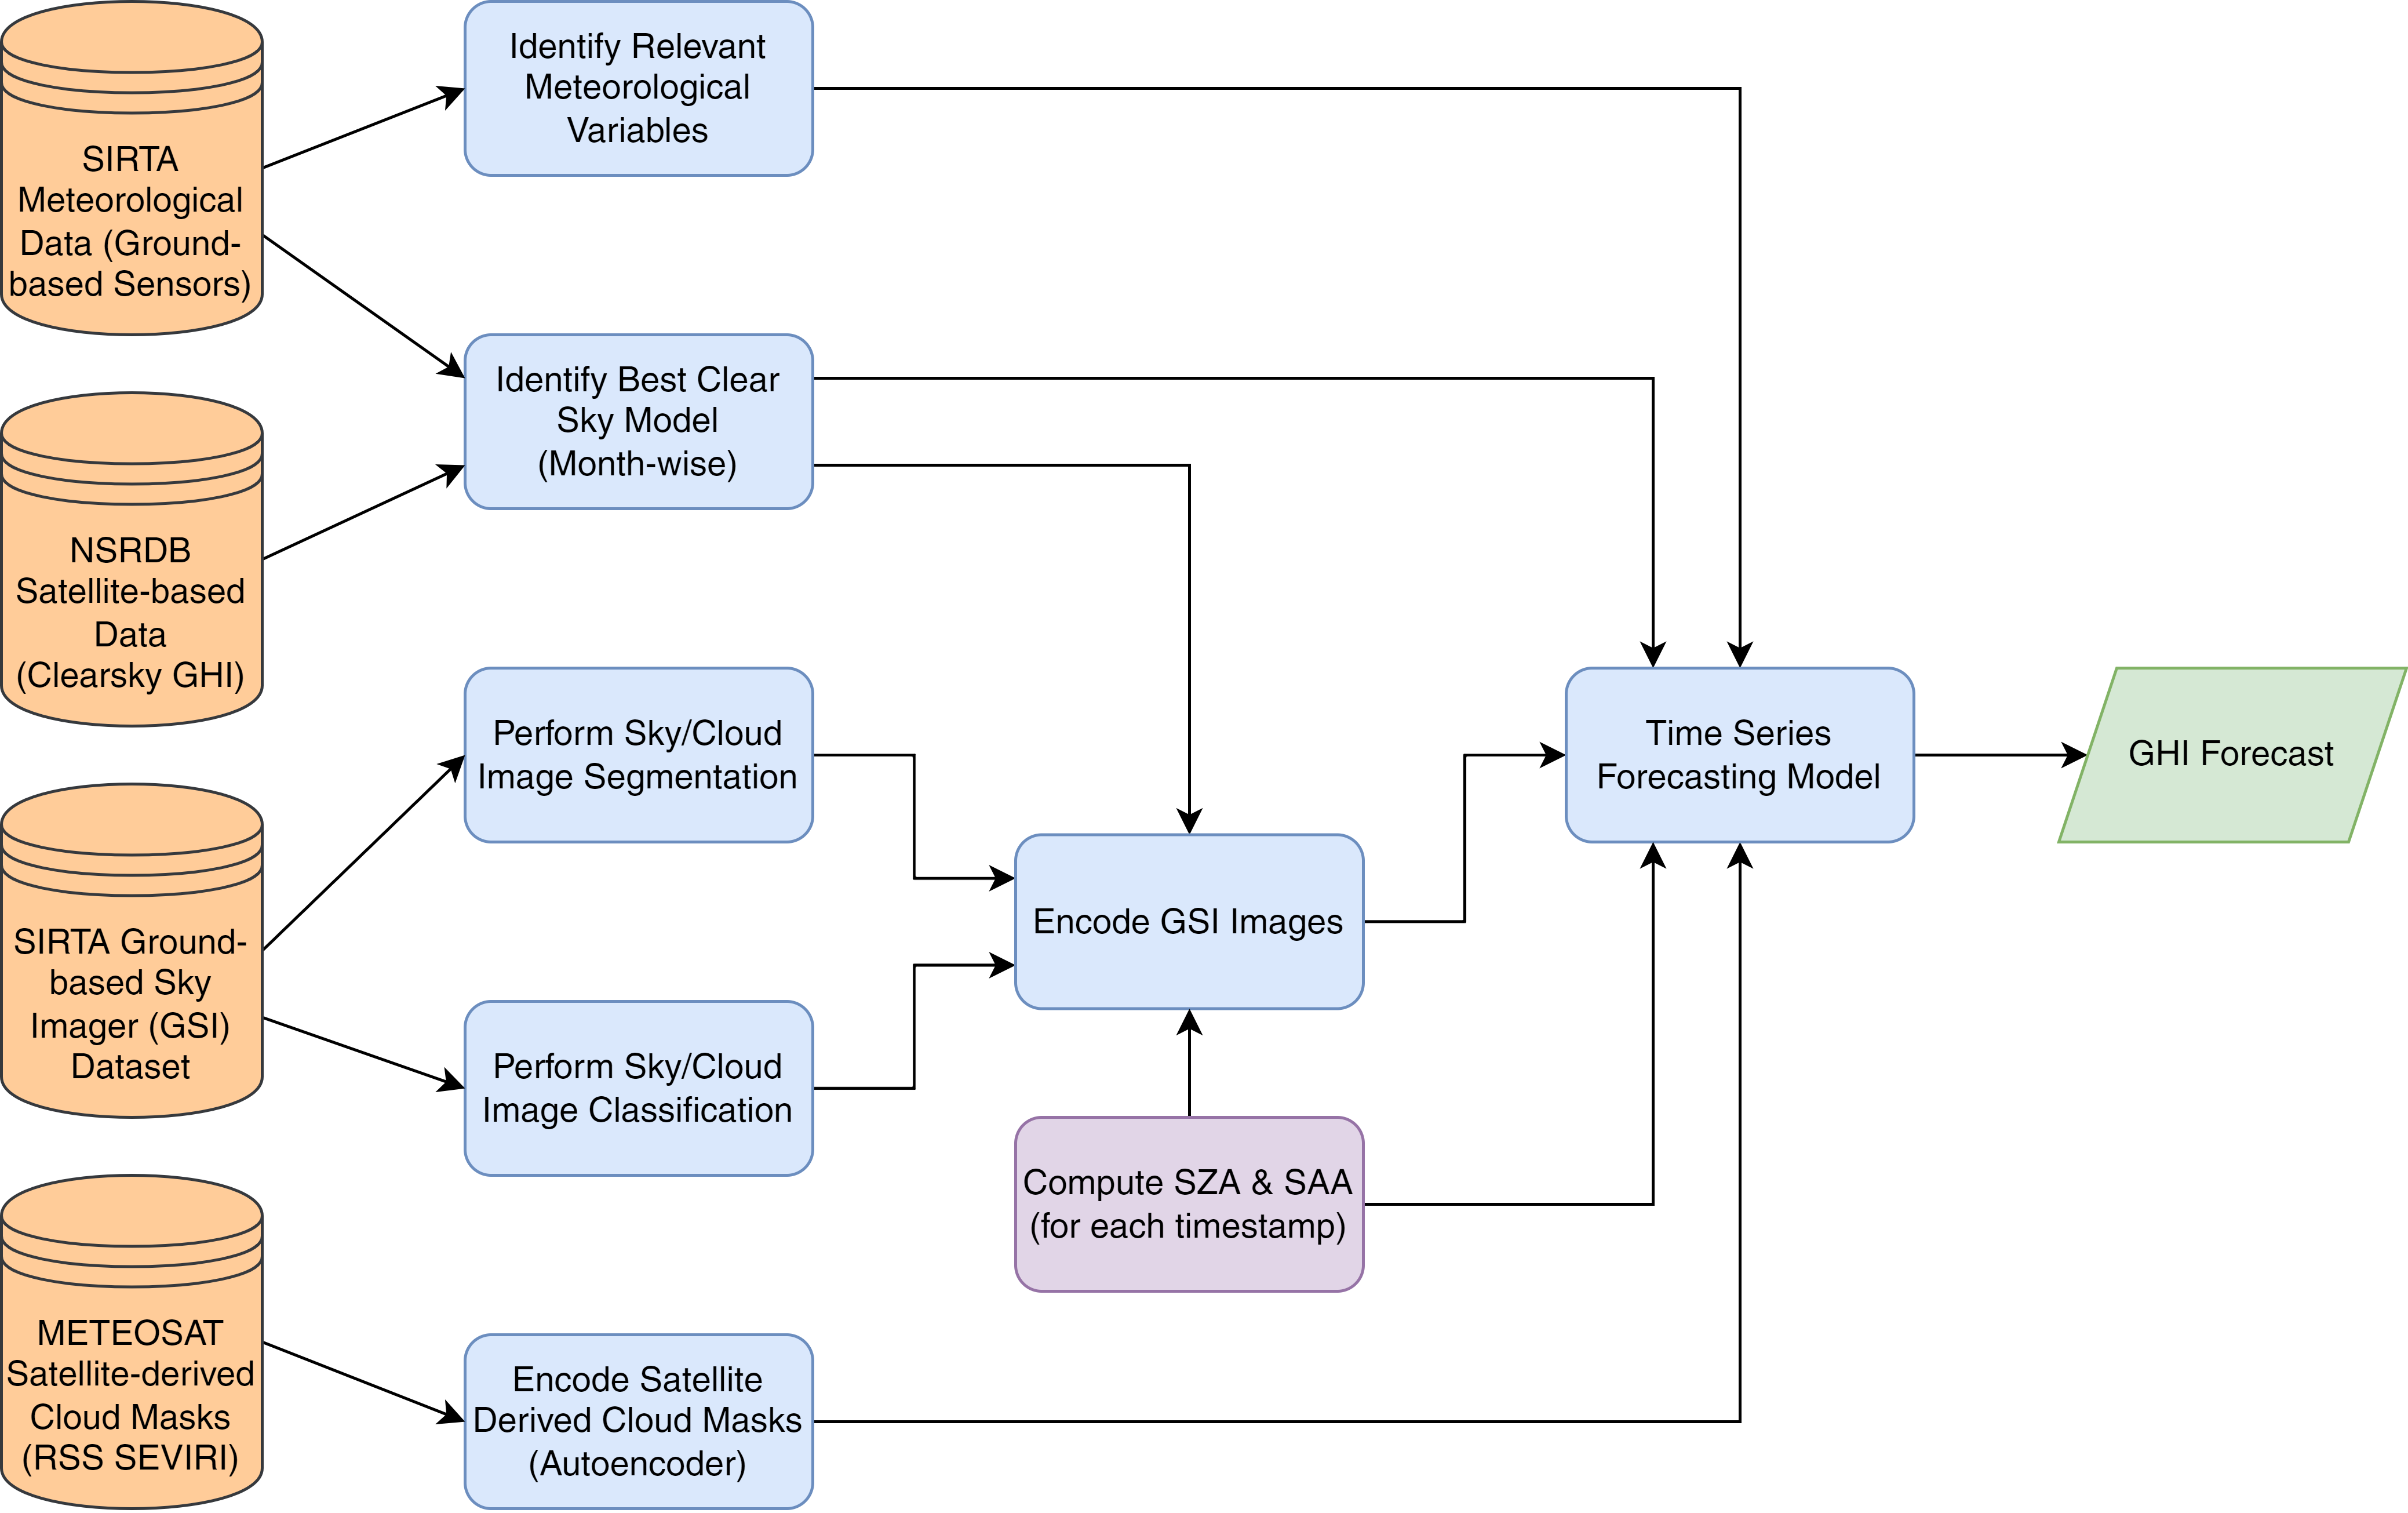 SIRTA
Meteorological
Data (Ground-
based Sensors)
NSRDB
Satellite-based
Data
(Clearsky GHI)
SIRTA Ground-
based Sky
Imager (GSI)
Dataset
METEOSAT
Satellite-derived
Cloud Masks
(RSS SEVIRI)
Identify Relevant
Meteorological
Variables
Identify Best Clear
Sky Model
(Month-wise)
Perform Sky/Cloud
Image Segmentation
Perform Sky/Cloud
Image Classification
Encode Satellite
Derived Cloud Masks
(Autoencoder)
Encode GSI Images
Compute SZA & SAA
(for each timestamp)
Time Series
Forecasting Model
GHI Forecast